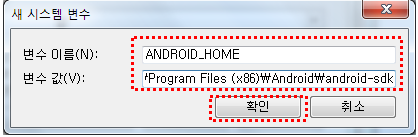 새 시스템 변수
변수 이름(N): ANDROID_HOME
변수 값(V): ₩Program Files (x86)₩Android₩android-sdk
확인 취소